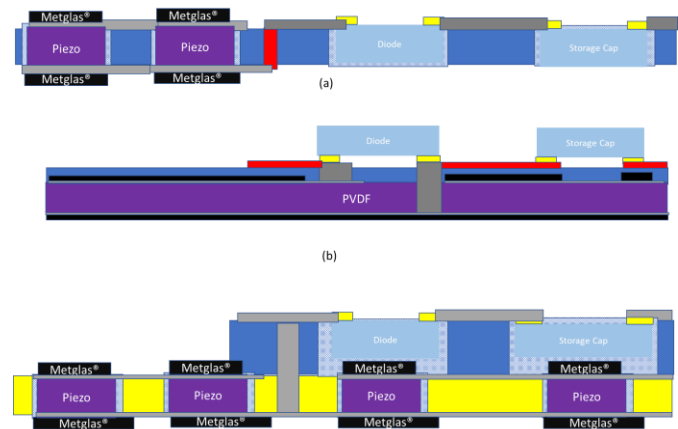 Metglas® Metglas®
Piezo Piezo Diode Storage Cap
Metglas® Metglas®
(a)
Diode Storage Cap
PVDF
(b)
Diode Storage Cap
Metglas® Metglas® Metglas® Metglas®
Piezo Piezo Piezo Piezo
Metglas® Metglas® Metglas® Metglas®